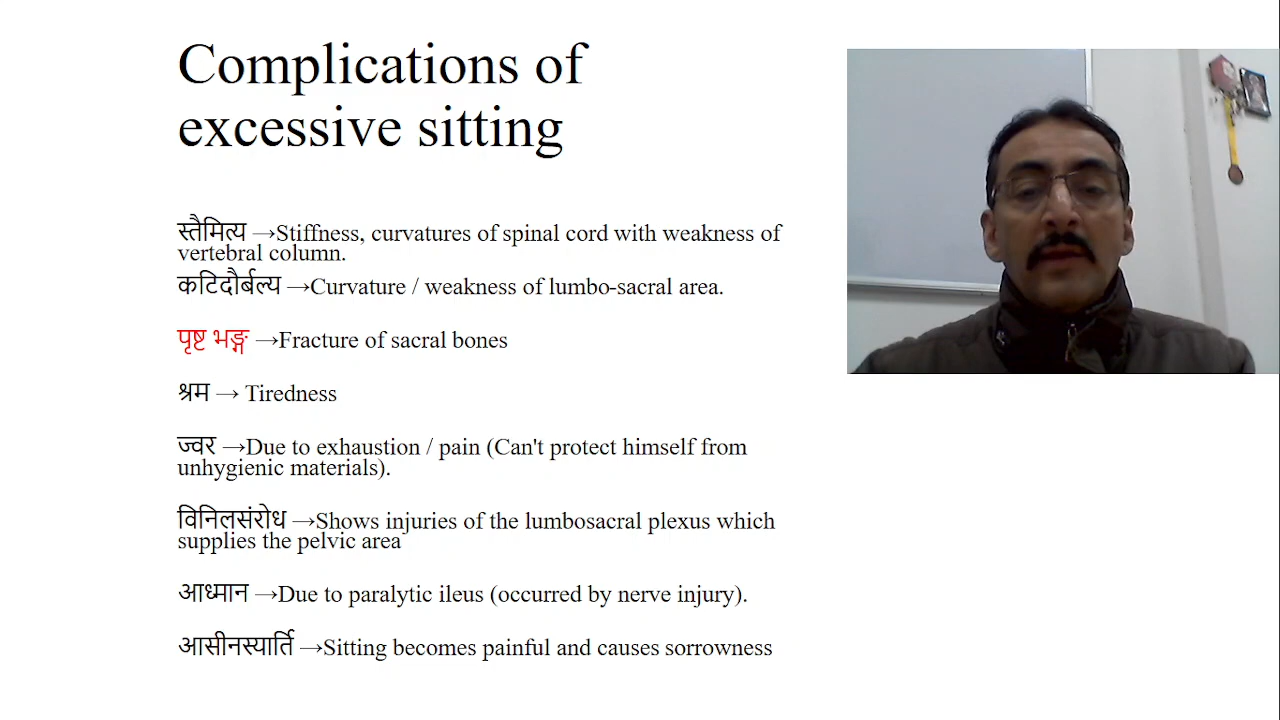 Complications of
excessive sitting
स्तैमित्य →Stiffness, curvatures of spinal cord with weakness of
vertebral column.
कटिदौर्बल्य →Curvature / weakness of lumbo-sacral area.
पृष्ट भङ्ग →Fracture of sacral bones
श्रम → Tiredness
ज्वर →Due to exhaustion / pain (Can't protect himself from
unhygienic materials).
विनिलसंरोध →Shows injuries of the lumbosacral plexus which
supplies the pelvic area
आध्मान →Due to paralytic ileus (occurred by nerve injury).
आसीनस्यार्ति →Sitting becomes painful and causes sorrowness